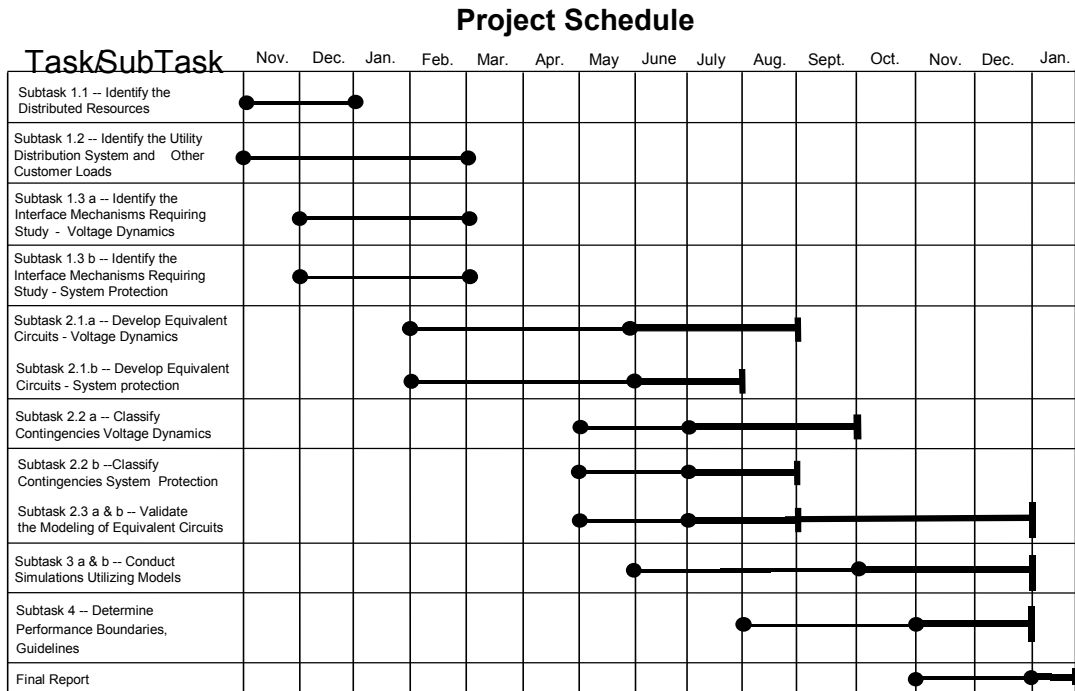 Project Schedule
Task/SubTask Nov. Dec. Jan. Feb. Mar. Apr. May June July Aug. Sept. Oct. Nov. Dec. Jan.
Subtask 1.1 -- Identify the
Distributed Resources
Subtask 1.2 -- Identify the Utility
Distribution System and Other
Customer Loads
Subtask 1.3 a -- Identify the
Interface Mechanisms Requiring
Study - Voltage Dynamics
Subtask 1.3 b -- Identify the
Interface Mechanisms Requiring
Study - System Protection
Subtask 2.1.a -- Develop Equivalent
Circuits - Voltage Dynamics
Subtask 2.1.b -- Develop Equivalent
Circuits - System protection
Subtask 2.2 a -- Classify
Contingencies Voltage Dynamics
Subtask 2.2 b --Classify
Contingencies System Protection
Subtask 2.3 a & b -- Validate
the Modeling of Equivalent Circuits
Subtask 3 a & b -- Conduct
Simulations Utilizing Models
Subtask 4 -- Determine
Performance Boundaries,
Guidelines
Final Report